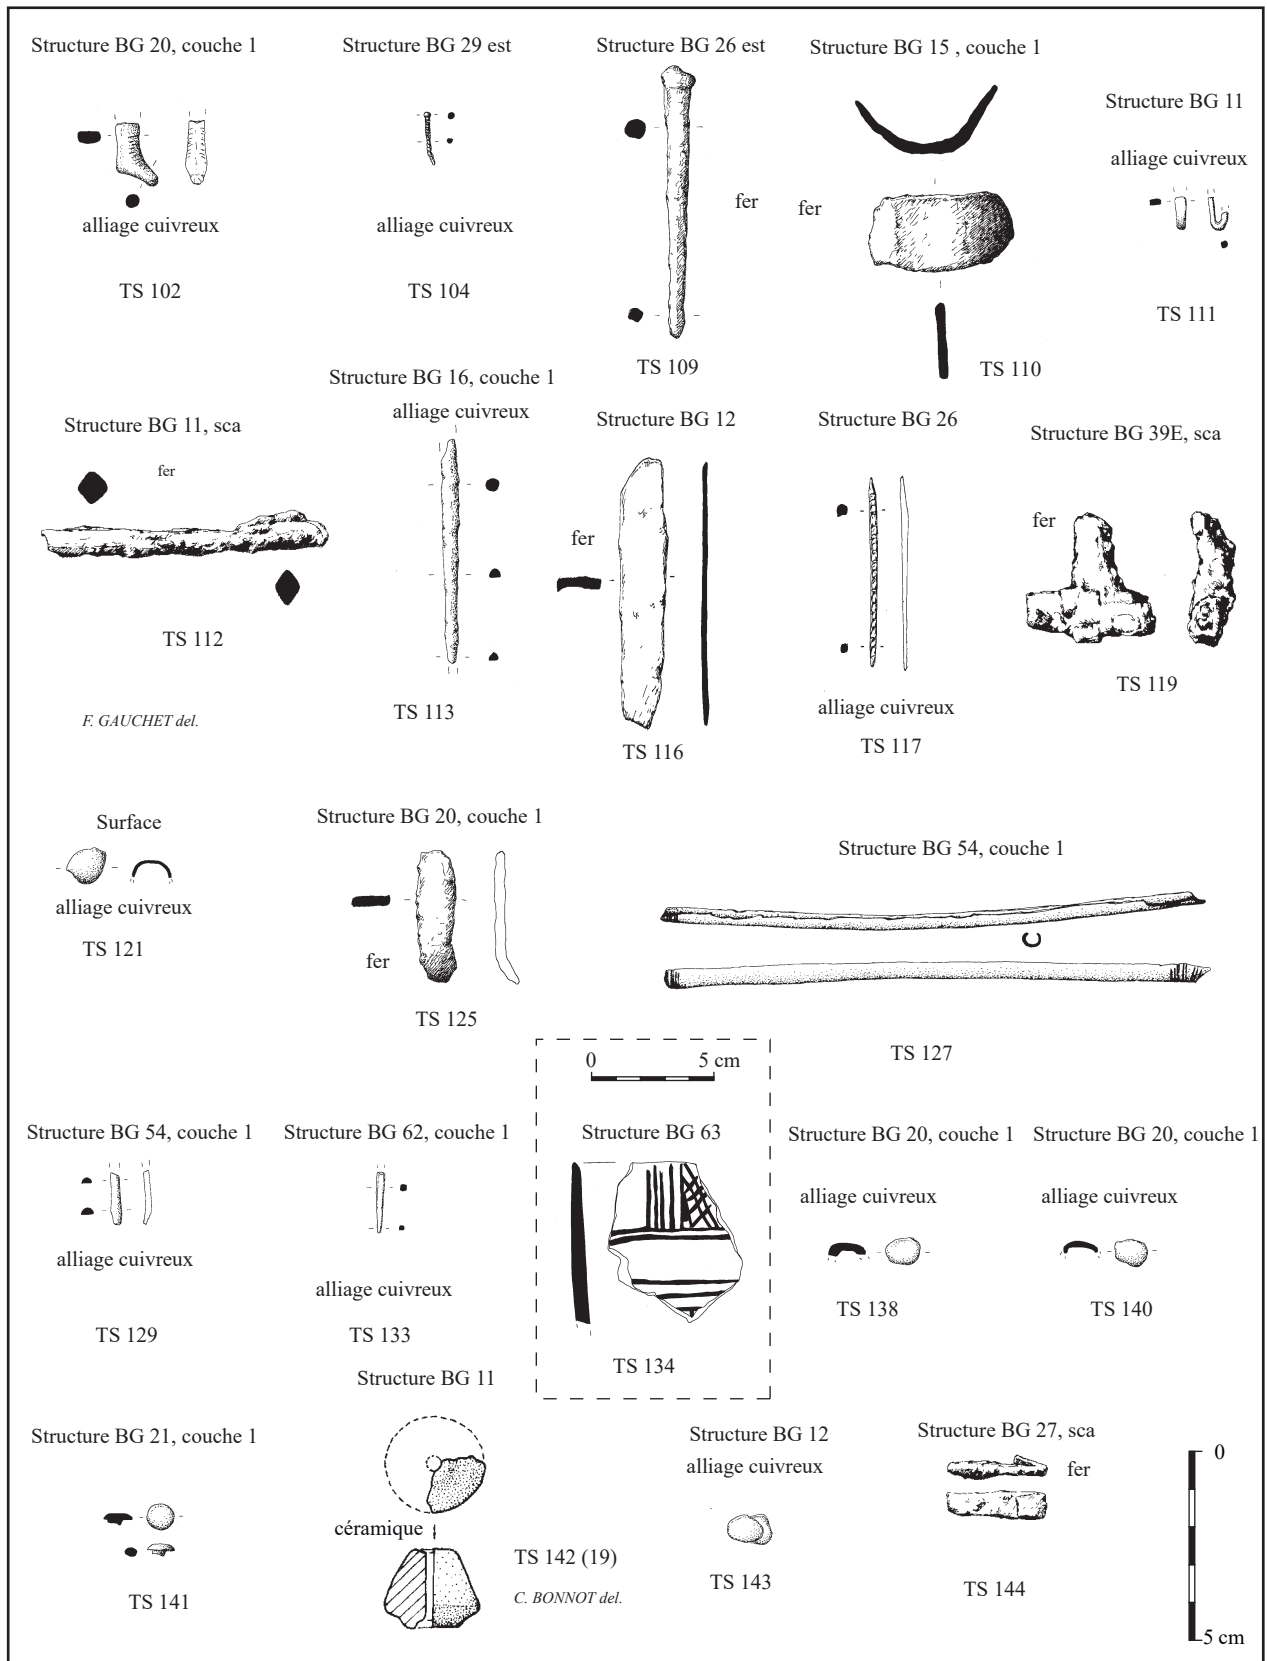 Structure BG 20, couche 1
alliage cuivreux
TS 102
Structure BG 29 est
alliage cuivreux
TS 104
Structure BG 26 est
fer
TS 109
Structure BG 15 , couche 1
fer
TS 110
Structure BG 11
alliage cuivreux
TS 111
Structure BG 11, sca
fer
TS 112
F. GAUCHET del.
Structure BG 16, couche 1
alliage cuivreux
TS 113
Structure BG 12
fer
TS 116
Structure BG 26
alliage cuivreux
TS 117
Structure BG 39E, sca
fer
TS 119
Surface
alliage cuivreux
TS 121
Structure BG 20, couche 1
fer
TS 125
Structure BG 54, couche 1
TS 127
Structure BG 54, couche 1
alliage cuivreux
TS 129
Structure BG 62, couche 1
alliage cuivreux
TS 133
0 5 cm
Structure BG 63
TS 134
Structure BG 20, couche 1
alliage cuivreux
TS 138
Structure BG 20, couche 1
alliage cuivreux
TS 140
Structure BG 21, couche 1
TS 141
Structure BG 11
céramique
TS 142 (19)
C. BONNOT del.
Structure BG 12
alliage cuivreux
TS 143
Structure BG 27, sca
fer
TS 144
0
5 cm